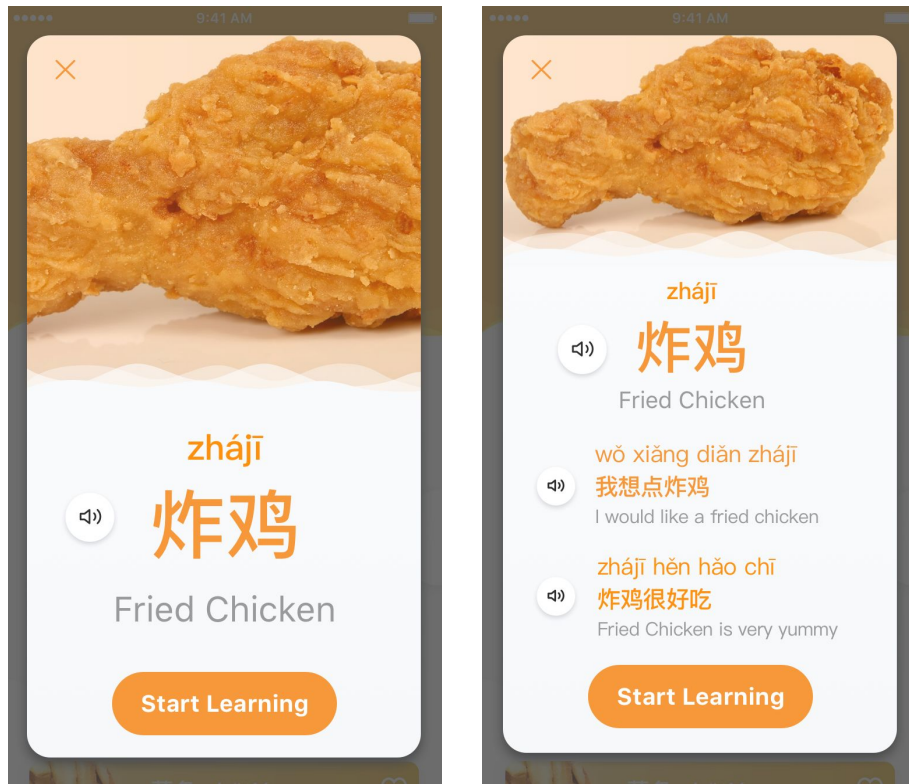 9:41 AM
zhájī
炸鸡
Fried Chicken
Start Learning
9:41 AM
zhájī
炸鸡
Fried Chicken
wǒ xiǎng diǎn zhájī
我想点炸鸡
I would like a fried chicken
zhájī hěn hǎo chī
炸鸡很好吃
Fried Chicken is very yummy
Start Learning